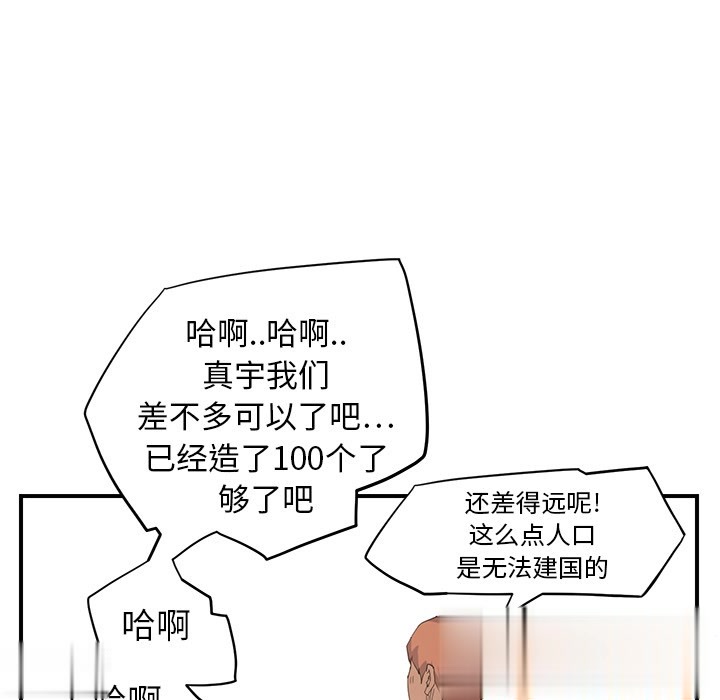 哈啊..哈啊..
真宇我们
差不多可以了吧...
已经造了100个了
够了吧
还差得远呢!
这么点人口
是无法建国的
哈啊
哈啊